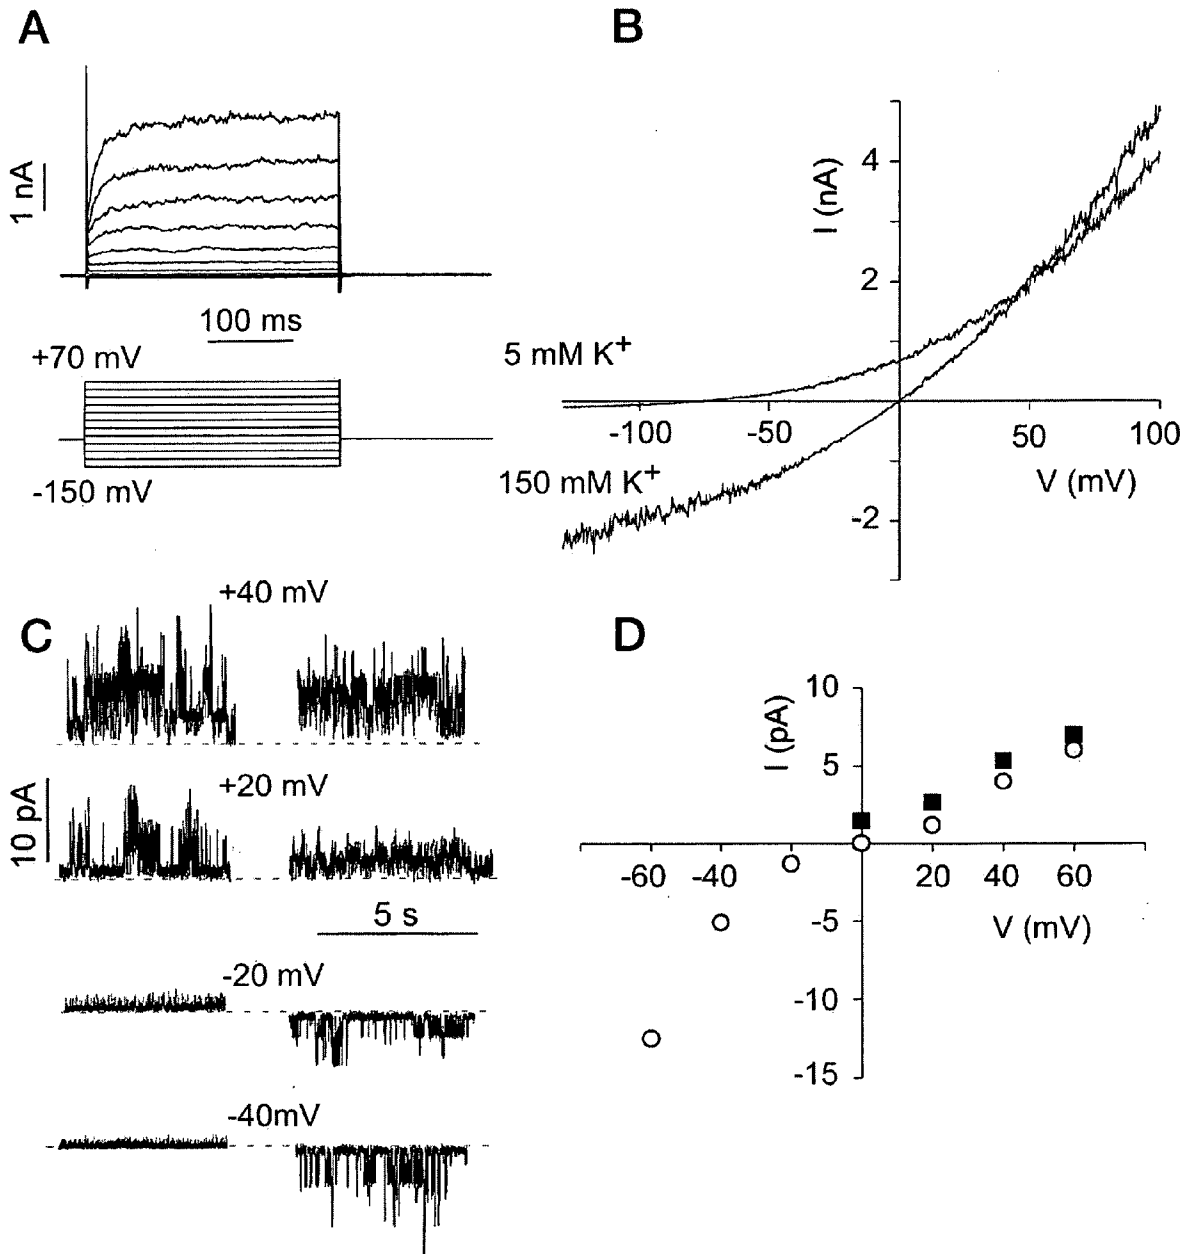 A
1 nA
100 ms
+70 mV
-150 mV
B
I (nA)
4
2
-2
-100
-50
50
100
V (mV)
5 mM K+
150 mM K+
C
+40 mV
+20 mV
10 pA
5 s
-20 mV
-40mV
D
I (pA)
10
5
-5
-10
-15
-60
-40
20
40
60
V (mV)